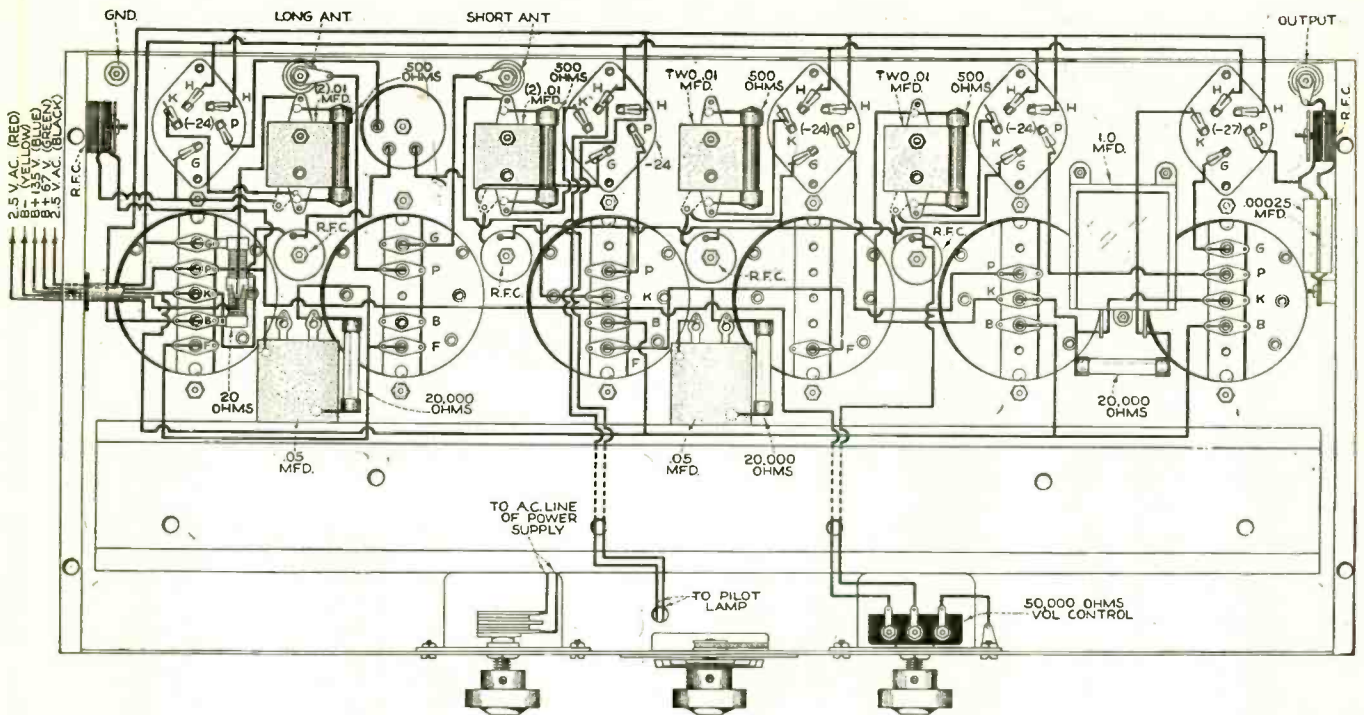 GND.
LONG ANT.
SHORT ANT
OUTPUT
500
OHMS
(2).01
MFD.
(2).01
MFD.
500
OHMS
TWO .01
MFD.
500
OHMS
TWO .01
MFD.
500
OHMS
1.0
MFD.
R.F.C.
R.F.C.
H
H
K
(-24)
P
G
H
H
K
(-24)
P
G
-24
H
H
K
(-24)
P
G
H
H
K
(-24)
P
G
H
H
K
(-27)
P
G
2.5 V. A.C. (RED)
B- (YELLOW)
B+135 V. (BLUE)
B+67 V. (GREEN)
2.5 V. A.C. (BLACK)
R.F.C.
R.F.C.
R.F.C.
R.F.C.
.00025
MFD.
G
P
K
B
F
G
P
B
F
P
K
B
F
F
P
K
B
G
P
K
B
20
OHMS
20,000
OHMS
.05
MFD.
.05
MFD.
20,000
OHMS
20,000
OHMS
TO A.C. LINE
OF POWER
SUPPLY
TO PILOT
LAMP
50,000 OHMS
VOL CONTROL